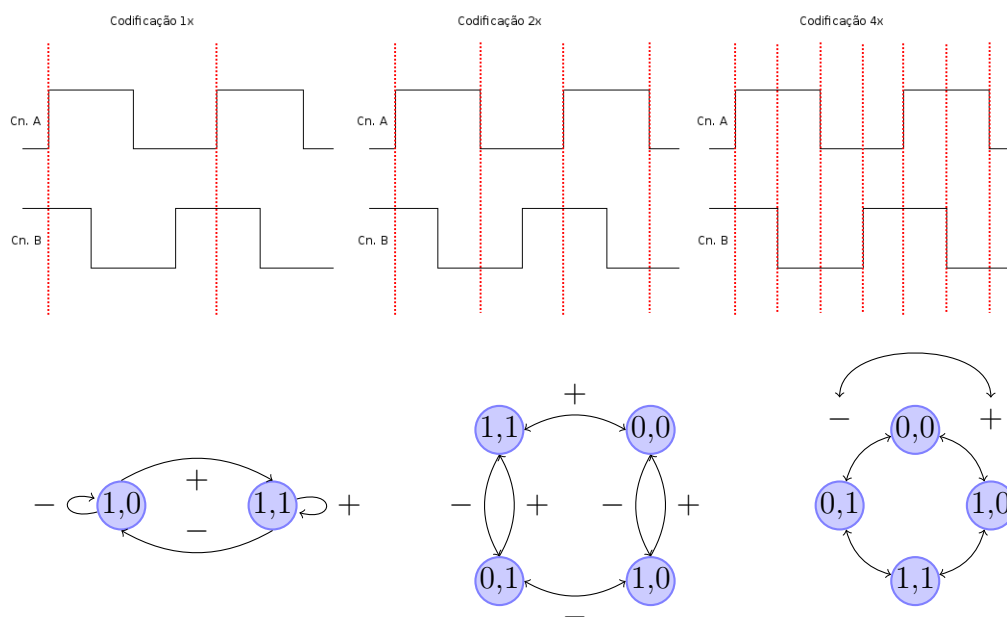 Codificação 1x
Codificação 2x
Codificação 4x
Cn. A
Cn. A
Cn. A
Cn. B
Cn. B
Cn. B
+
− +
1,1 0,0
0,0
− 1,0 + 1,1 +
−
− + − +
0,1 1,0
0,1 1,0
1,1
−